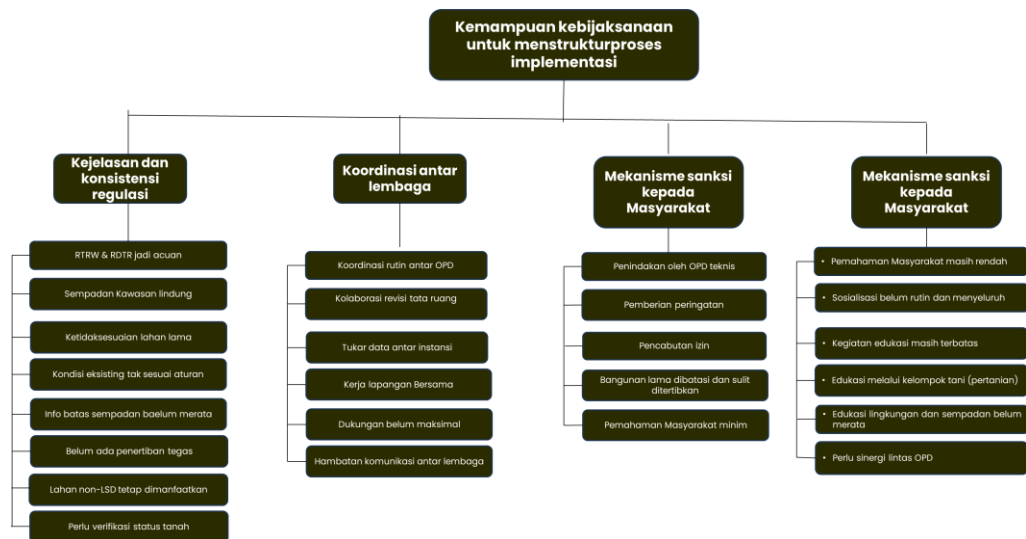 Kemampuan kebijaksanaan
untuk menstrukturproses
implementasi
Kejelasan dan
konsistensi
regulasi
RTRW & RDTR jadi acuan
Sempadan Kawasan lindung
Ketidaksesuaian lahan lama
Kondisi eksisting tak sesuai aturan
Info batas sempadan baelum merata
Belum ada penertiban tegas
Lahan non-LSD tetap dimanfaatkan
Perlu verifikasi status tanah
Koordinasi antar
lembaga
Koordinasi rutin antar OPD
Kolaborasi revisi tata ruang
Tukar data antar instansi
Kerja lapangan Bersama
Dukungan belum maksimal
Hambatan komunikasi antar lembaga
Mekanisme sanksi
kepada
Masyarakat
Penindakan oleh OPD teknis
Pemberian peringatan
Pencabutan izin
Bangunan lama dibatasi dan sulit
ditertibkan
Pemahaman Masyarakat minim
Mekanisme sanksi
kepada
Masyarakat
• Pemahaman Masyarakat masih rendah
• Sosialisasi belum rutin dan menyeluruh
• Kegiatan edukasi masih terbatas
• Edukasi melalui kelompok tani (pertanian)
• Edukasi lingkungan dan sempadan belum
merata
• Perlu sinergi lintas OPD